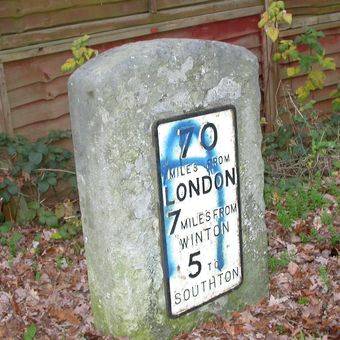 70
MILES FROM
LONDON
7 MILES FROM
WINTON
5 TO
SOUTHTON